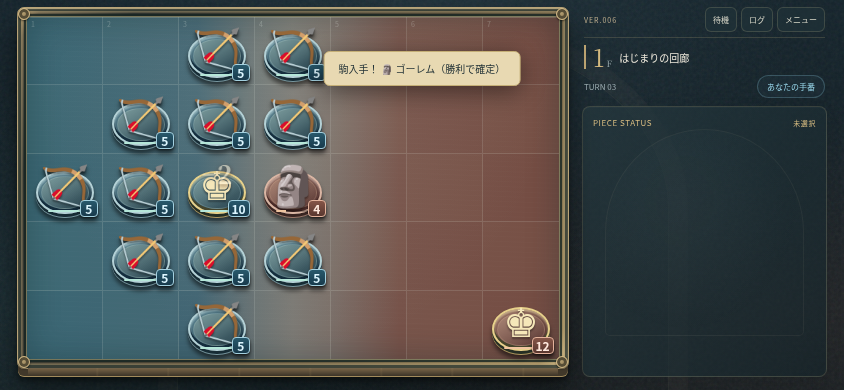 1 2 3 4 5 6 7
5 5
駒入手！ 🗿 ゴーレム（勝利で確定）
5 5 5
5 5 10 4
5 5 5
5 12
VER.006
待機 ログ メニュー
1F はじまりの回廊
TURN 03 あなたの手番
PIECE STATUS 未選択